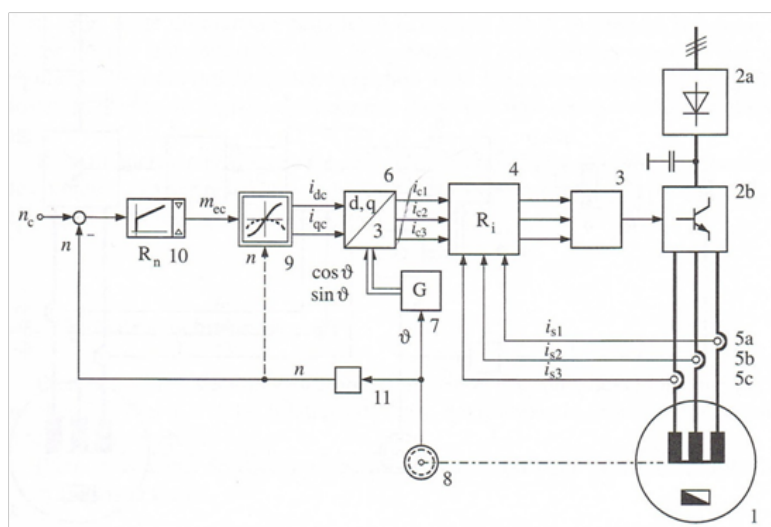 2a
6
4
3
2b
i_dc
i_c1
n_c
m_ec
d,q
i_c2
R_i
i_qc
3
i_c3
n
−
R_n
10
n
9
cos ϑ
sin ϑ
G
7
ϑ
i_s1
5a
i_s2
5b
n
i_s3
5c
11
8
1